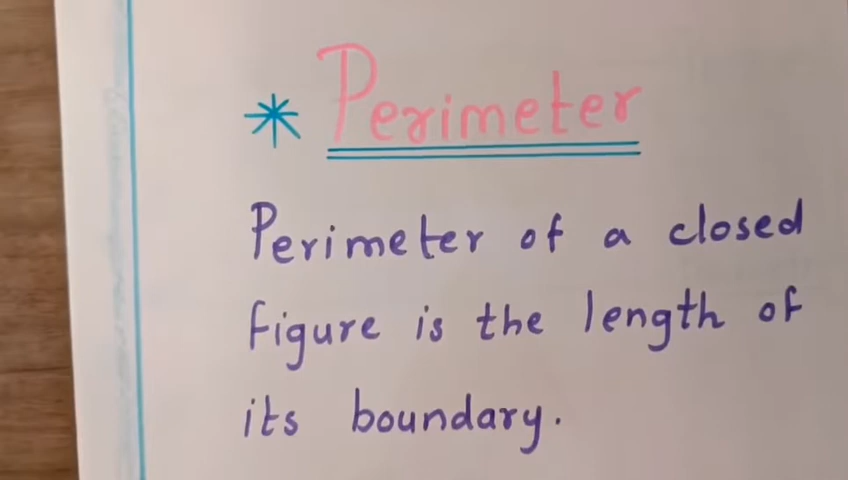 * Perimeter
Perimeter of a closed
figure is the length of
its boundary.